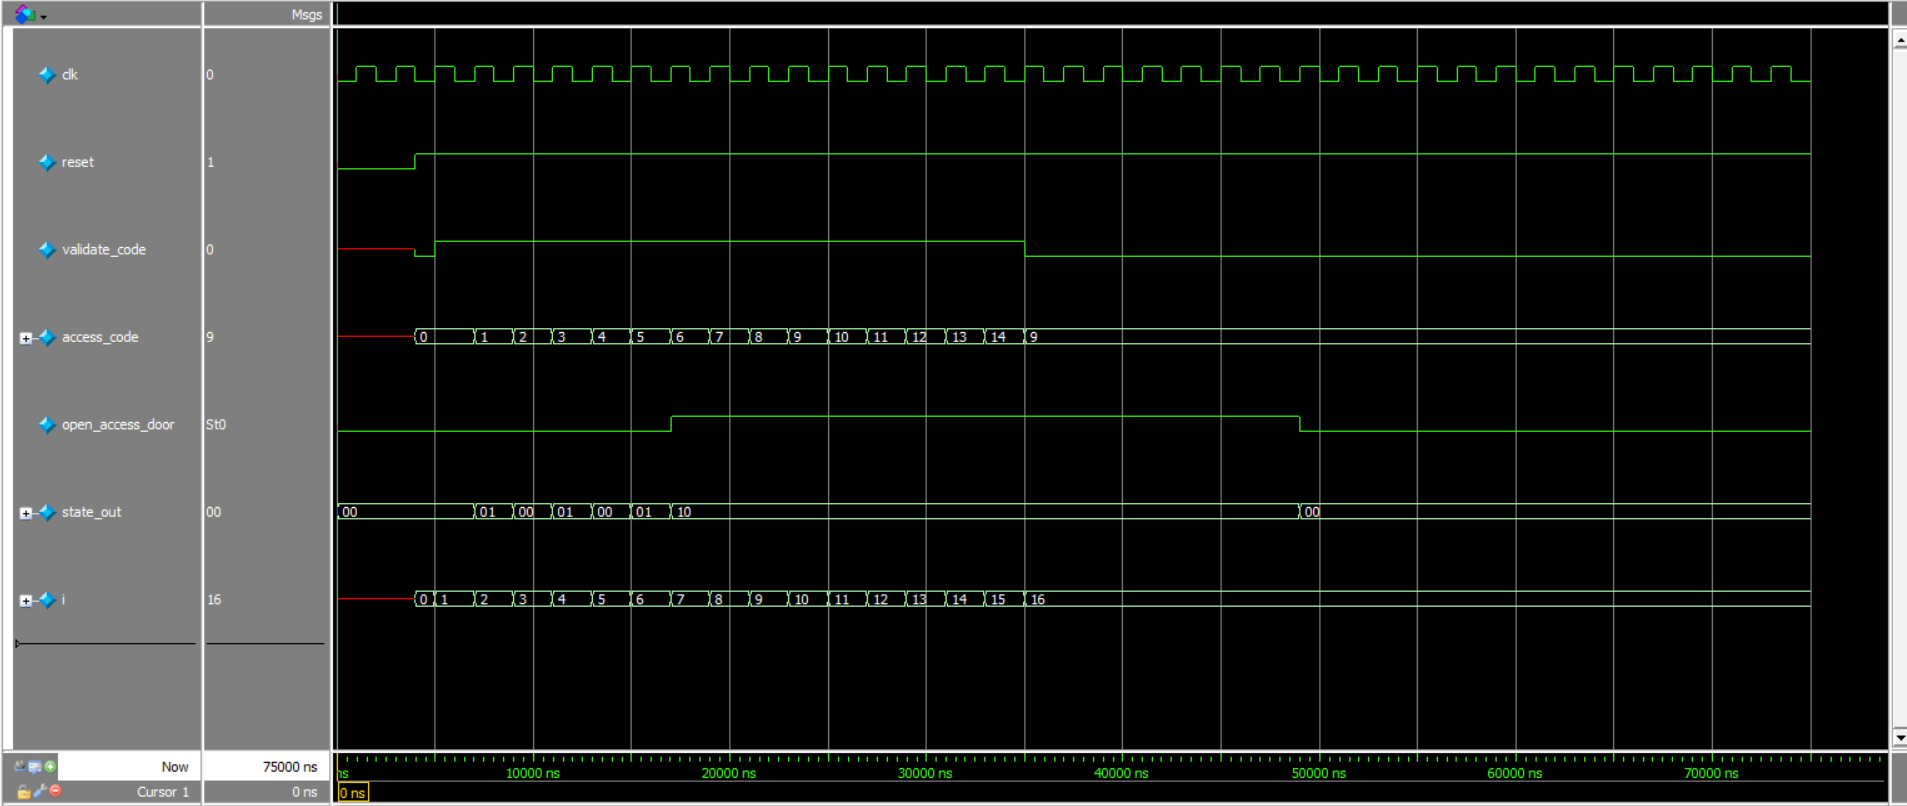 Msgs
clk 0
reset 1
validate_code 0
access_code 9 0 1 2 3 4 5 6 7 8 9 10 11 12 13 14 9
open_access_door St0
state_out 00 00 01 00 01 00 01 10 00
i 16 0 1 2 3 4 5 6 7 8 9 10 11 12 13 14 15 16
Now 75000 ns ns 10000 ns 20000 ns 30000 ns 40000 ns 50000 ns 60000 ns 70000 ns
Cursor 1 0 ns 0 ns